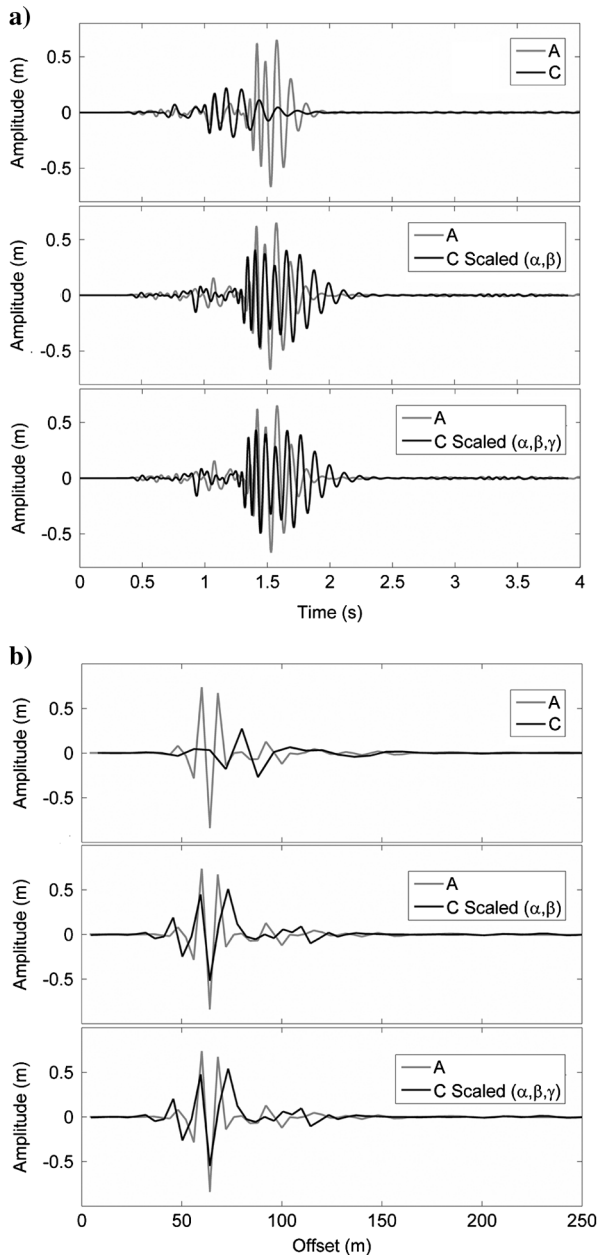 a)
Amplitude (m)
0.5
0
-0.5
A
C
Amplitude (m)
0.5
0
-0.5
A
C Scaled (α,β)
Amplitude (m)
0.5
0
-0.5
A
C Scaled (α,β,γ)
0 0.5 1 1.5 2 2.5 3 3.5 4
Time (s)
b)
Amplitude (m)
0.5
0
-0.5
A
C
Amplitude (m)
0.5
0
-0.5
A
C Scaled (α,β)
Amplitude (m)
0.5
0
-0.5
A
C Scaled (α,β,γ)
0 50 100 150 200 250
Offset (m)